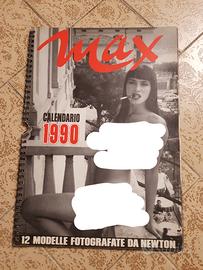 max
CALENDARIO
1990
12 MODELLE FOTOGRAFATE DA NEWTON